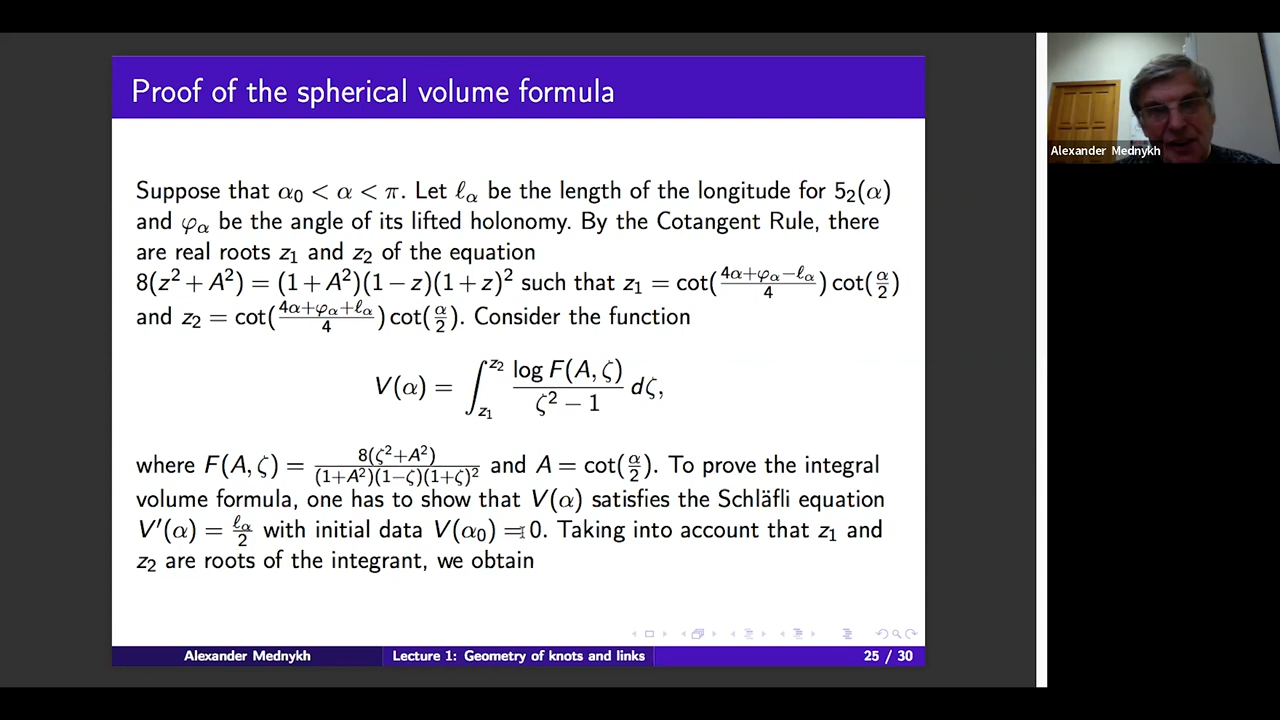 Proof of the spherical volume formula
Suppose that α₀ < α < π. Let ℓ_α be the length of the longitude for 5₂(α)
and φ_α be the angle of its lifted holonomy. By the Cotangent Rule, there
are real roots z₁ and z₂ of the equation
8(z² + A²) = (1 + A²)(1 − z)(1 + z)² such that z₁ = cot((4α+φ_α−ℓ_α)/4) cot(α/2)
and z₂ = cot((4α+φ_α+ℓ_α)/4) cot(α/2). Consider the function
V(α) = ∫_{z₁}^{z₂} (log F(A, ζ))/(ζ² − 1) dζ,
where F(A, ζ) = 8(ζ²+A²)/((1+A²)(1−ζ)(1+ζ)²) and A = cot(α/2). To prove the integral
volume formula, one has to show that V(α) satisfies the Schläfli equation
V′(α) = ℓ_α/2 with initial data V(α₀) = 0. Taking into account that z₁ and
z₂ are roots of the integrant, we obtain
Alexander Mednykh Lecture 1: Geometry of knots and links 25 / 30
Alexander Mednykh